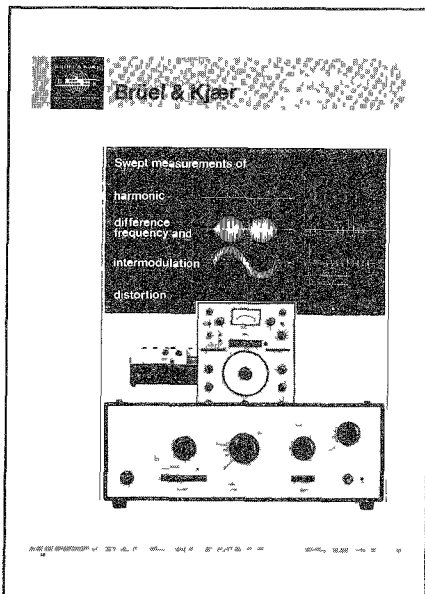 Brüel & Kjær
Swept measurements of
harmonic
difference
frequency and
intermodulation
distortion